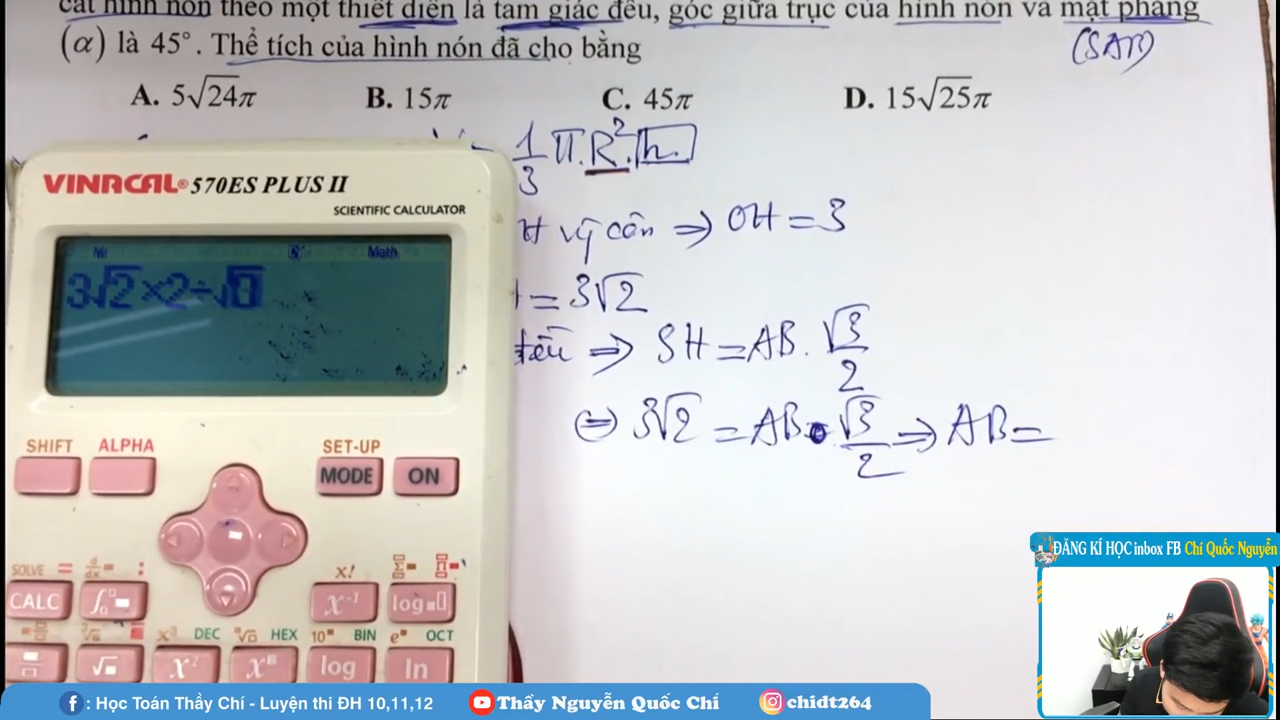 cắt hình nón theo một thiết diện là tam giác đều, góc giữa trục của hình nón và mặt phẳng
(α) là 45°. Thể tích của hình nón đã cho bằng
(SAB)
A. 5√24π B. 15π C. 45π D. 15√25π
1/3 π.R².h.
vuông cân ⇒ OH = 3
= 3√2
đều ⇒ SH = AB. √3/2
⇔ 3√2 = AB • √3/2 ⇒ AB =
VINACAL® 570ES PLUS II
SCIENTIFIC CALCULATOR
Math
3√2×2÷√
SHIFT ALPHA SET-UP
MODE ON
SOLVE = d/dx :
x!
CALC x⁻¹ log
x³ DEC HEX 10 BIN e OCT
√ x² x log ln
ĐĂNG KÍ HỌC inbox FB Chí Quốc Nguyễn
: Học Toán Thầy Chí - Luyện thi ĐH 10,11,12 Thầy Nguyễn Quốc Chí chidt264